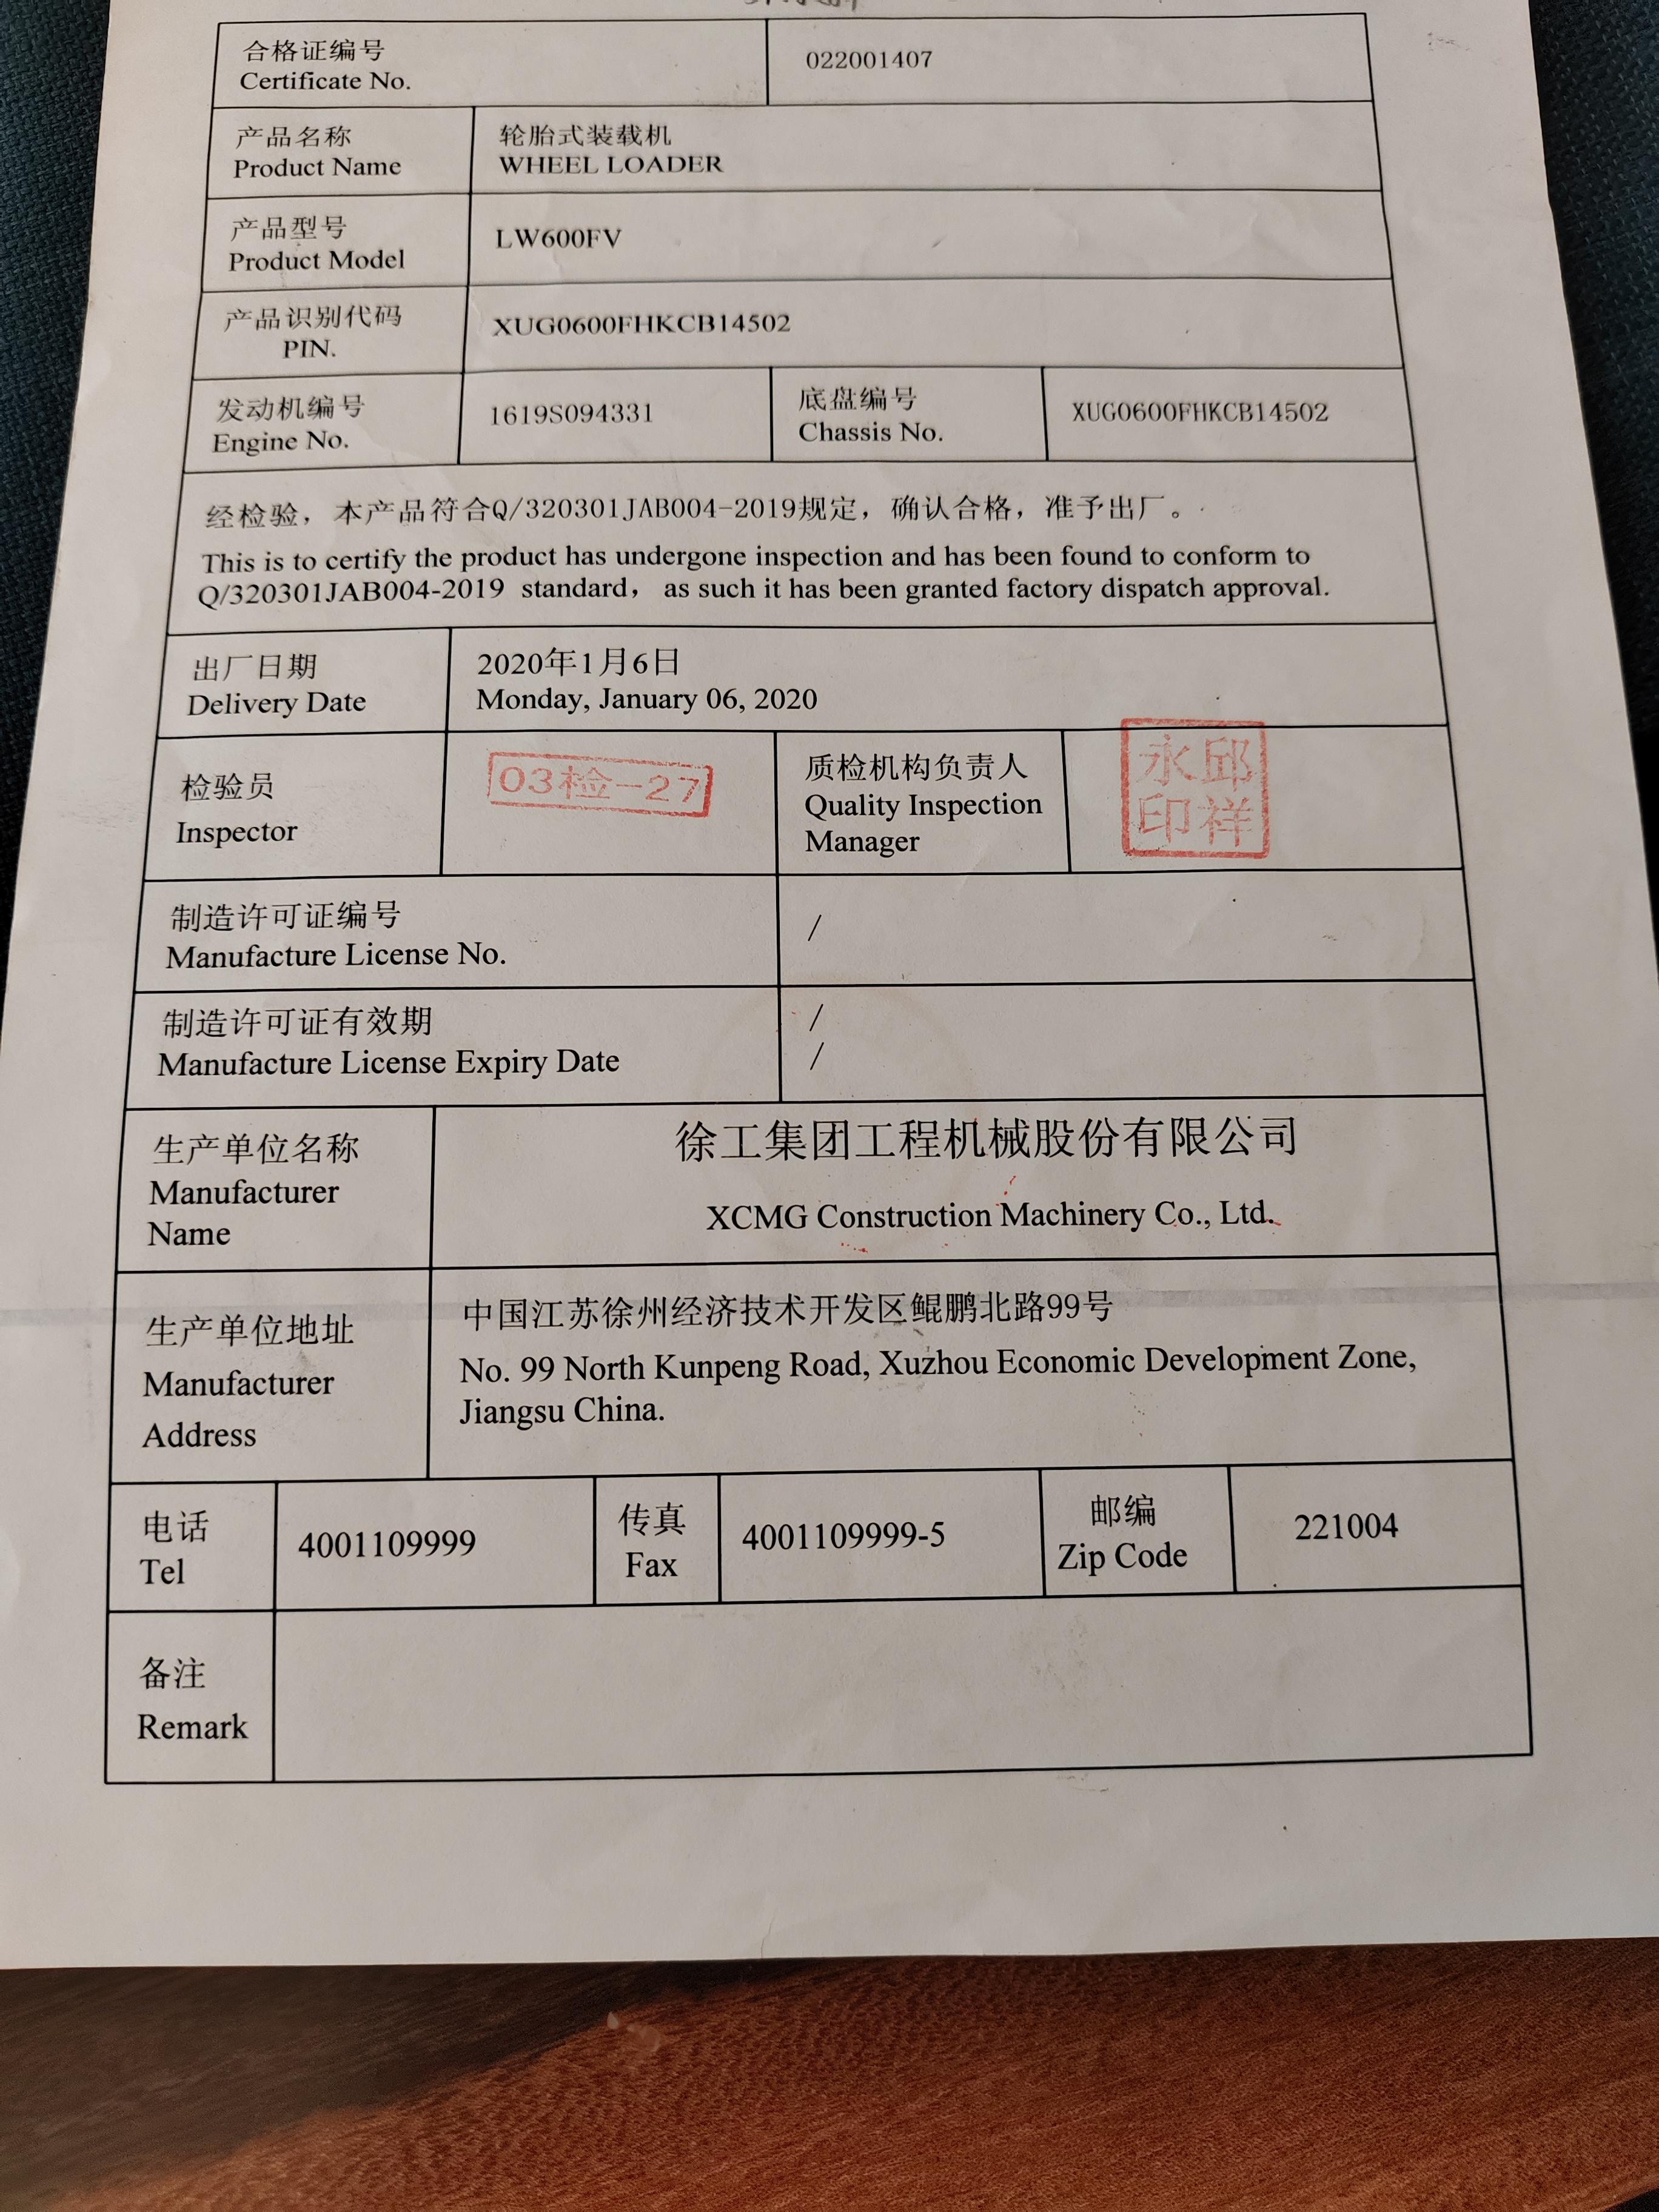 合格证编号
Certificate No.
022001407
产品名称
Product Name
轮胎式装载机
WHEEL LOADER
产品型号
Product Model
LW600FV
产品识别代码
PIN.
XUG0600FHKCB14502
发动机编号
Engine No.
1619S094331
底盘编号
Chassis No.
XUG0600FHKCB14502
经检验，本产品符合Q/320301JAB004-2019规定，确认合格，准予出厂。
This is to certify the product has undergone inspection and has been found to conform to
Q/320301JAB004-2019 standard， as such it has been granted factory dispatch approval.
出厂日期
Delivery Date
2020年1月6日
Monday, January 06, 2020
检验员
Inspector
03检-27
质检机构负责人
Quality Inspection
Manager
永邱
印祥
制造许可证编号
Manufacture License No.
/
制造许可证有效期
Manufacture License Expiry Date
/
/
生产单位名称
Manufacturer
Name
徐工集团工程机械股份有限公司
XCMG Construction Machinery Co., Ltd.
生产单位地址
Manufacturer
Address
中国江苏徐州经济技术开发区鲲鹏北路99号
No. 99 North Kunpeng Road, Xuzhou Economic Development Zone,
Jiangsu China.
电话
Tel
4001109999
传真
Fax
4001109999-5
邮编
Zip Code
221004
备注
Remark